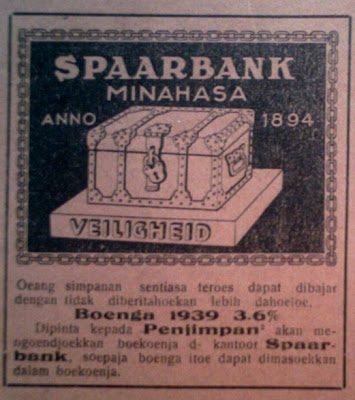 SPAARBANK
MINAHASA
ANNO 1894
VEILIGHEID
Oeang simpanan sentiasa teroes dapat dibajar
dengan tidak diberitahoekan lebih dahoeloe.
Boenga 1939 3.6%
Dipinta kepada Penjimpan² akan me-
ngoendjoekkan boekoenja di kantoor Spaar-
bank, soepaja boenga itoe dapat dimasoekkan
dalam boekoenja.